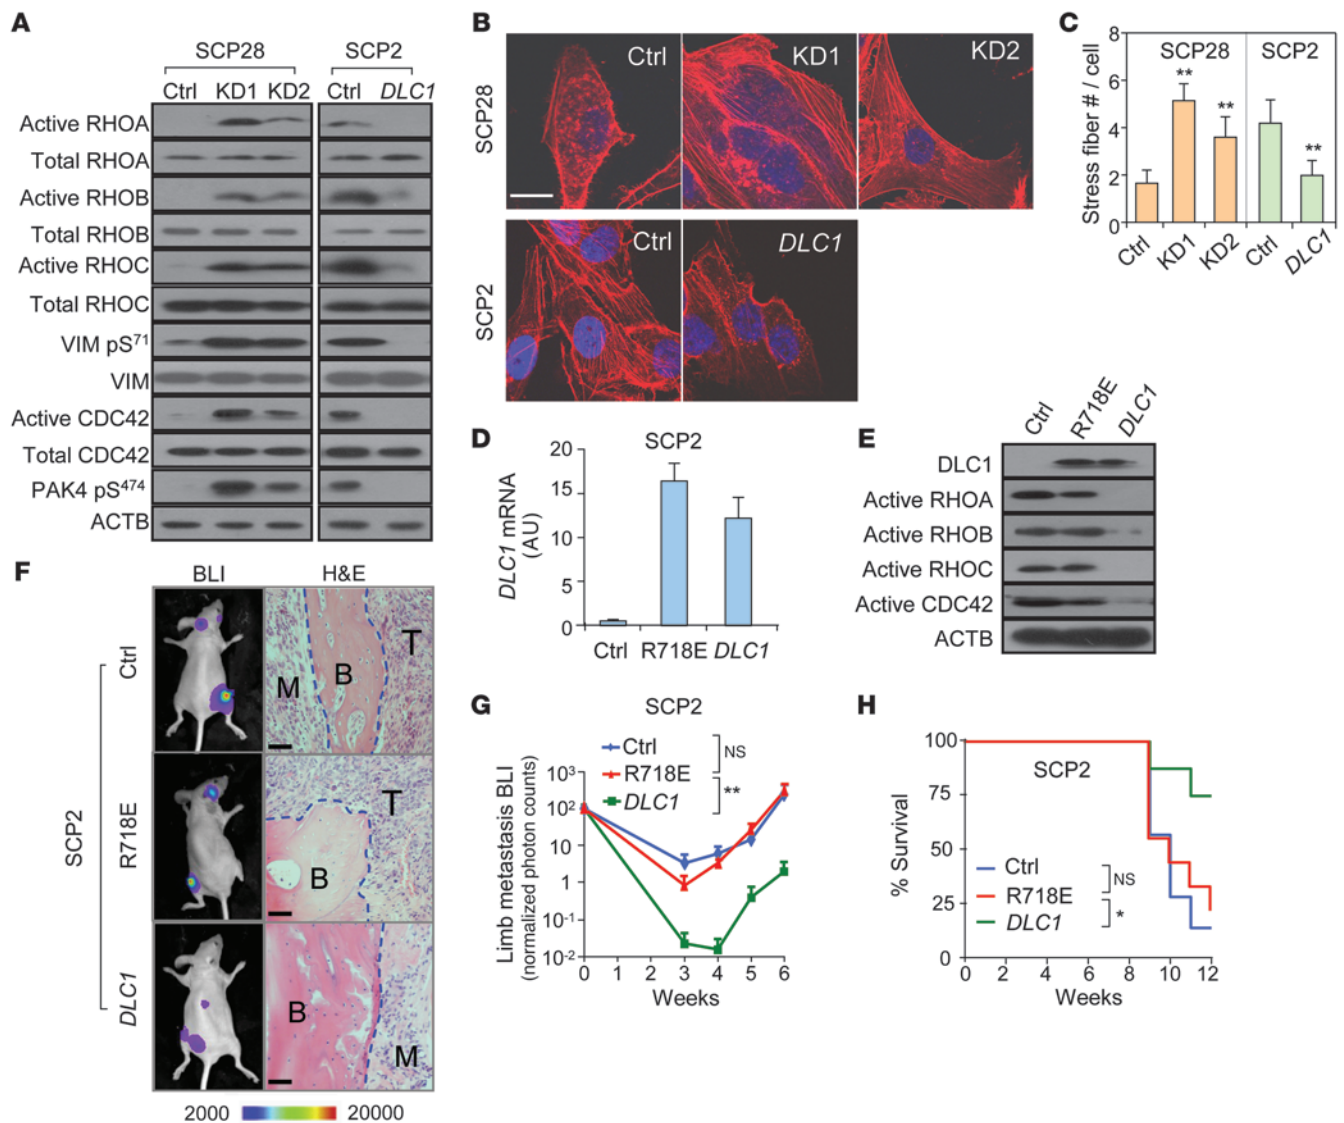 A
SCP28 SCP2
Ctrl KD1 KD2 Ctrl DLC1
Active RHOA
Total RHOA
Active RHOB
Total RHOB
Active RHOC
Total RHOC
VIM pS71
VIM
Active CDC42
Total CDC42
PAK4 pS474
ACTB
B
SCP28
Ctrl KD1 KD2
SCP2
Ctrl DLC1
C
Stress fiber # / cell
8
6
4
2
0
SCP28 SCP2
** ** **
Ctrl KD1 KD2 Ctrl DLC1
D
SCP2
DLC1 mRNA
(AU)
20
15
10
5
0
Ctrl R718E DLC1
E
Ctrl R718E DLC1
DLC1
Active RHOA
Active RHOB
Active RHOC
Active CDC42
ACTB
F
BLI H&E
SCP2
Ctrl
M B T
R718E
B T
DLC1
B M
2000 20000
G
SCP2
Ctrl
R718E
DLC1
NS
**
Limb metastasis BLI
(normalized photon counts)
10³
10²
10
1
10⁻¹
10⁻²
0 1 2 3 4 5 6
Weeks
H
% Survival
100
75
50
25
0
SCP2
Ctrl
R718E
DLC1
NS
*
0 2 4 6 8 10 12
Weeks